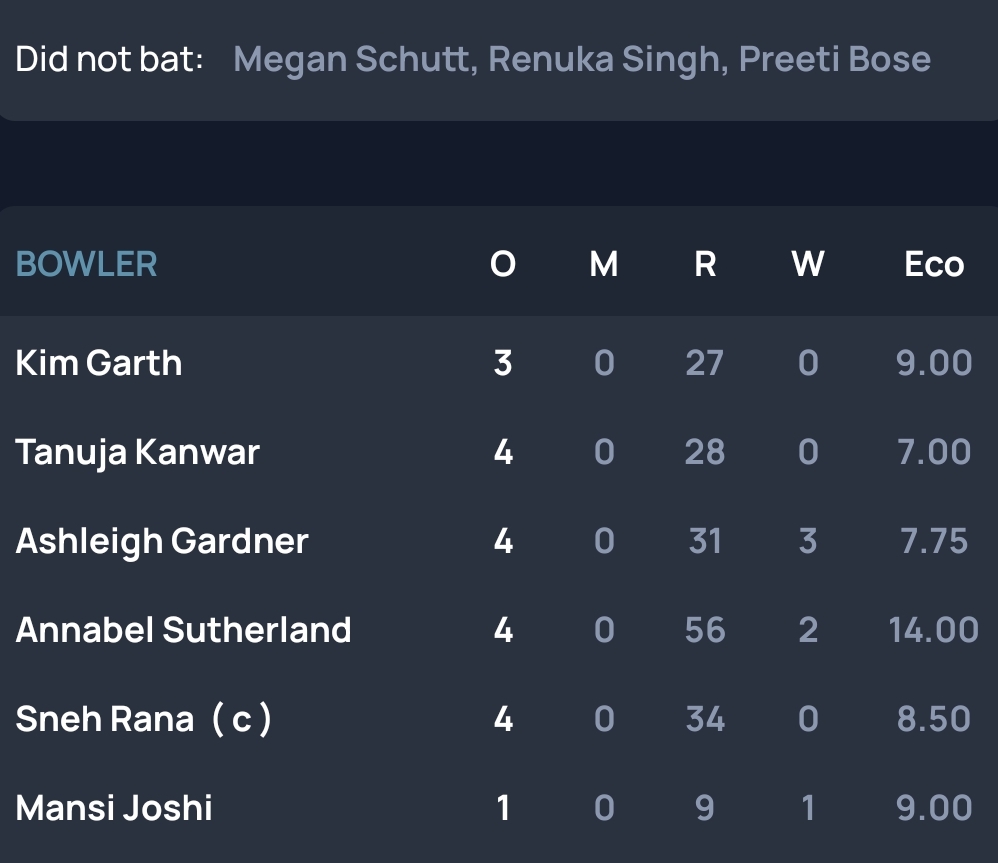 Did not bat: Megan Schutt, Renuka Singh, Preeti Bose
BOWLER O M R W Eco
Kim Garth 3 0 27 0 9.00
Tanuja Kanwar 4 0 28 0 7.00
Ashleigh Gardner 4 0 31 3 7.75
Annabel Sutherland 4 0 56 2 14.00
Sneh Rana ( c ) 4 0 34 0 8.50
Mansi Joshi 1 0 9 1 9.00